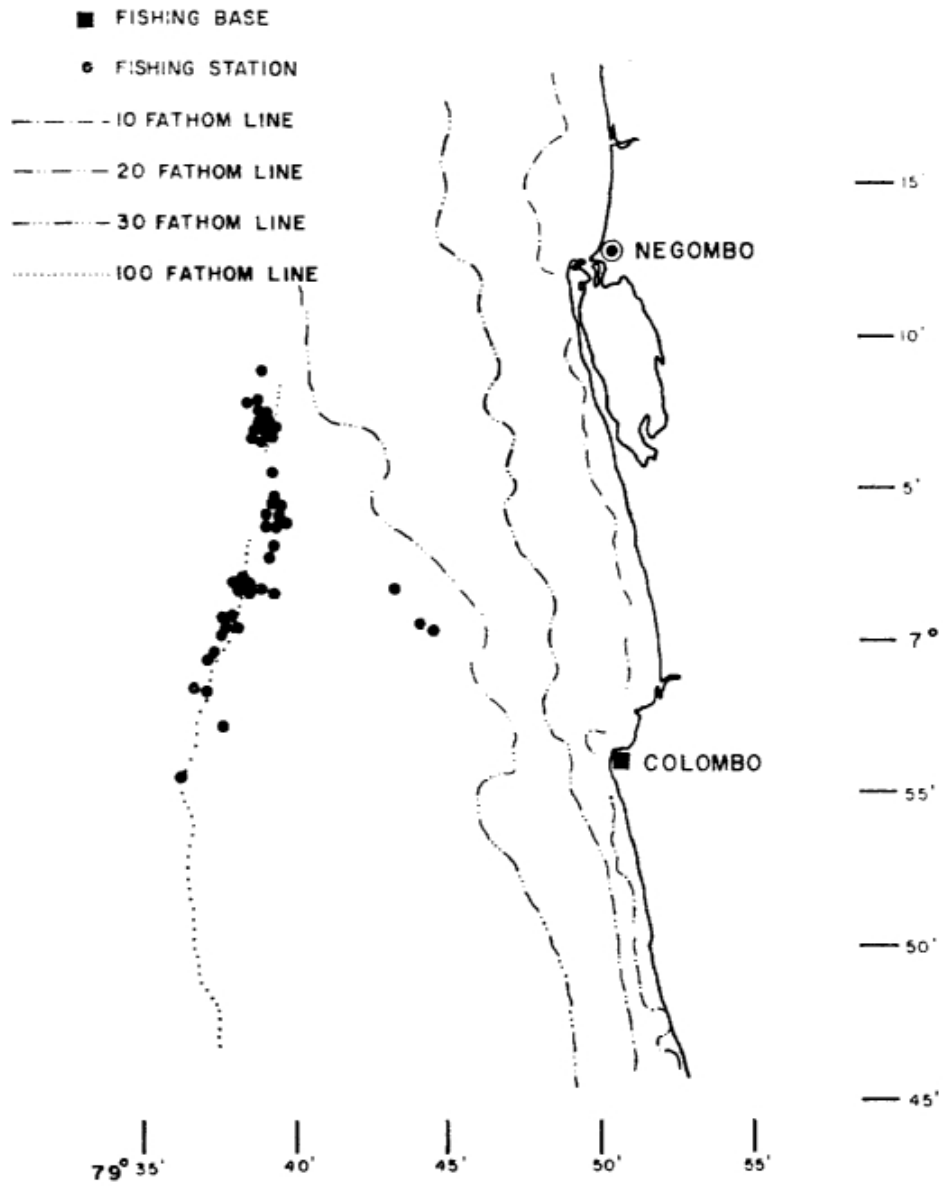 FISHING BASE
FISHING STATION
10 FATHOM LINE
20 FATHOM LINE
30 FATHOM LINE
100 FATHOM LINE
15'
NEGOMBO
10'
5'
7°
COLOMBO
55'
50'
45'
79° 35' 40' 45' 50' 55'